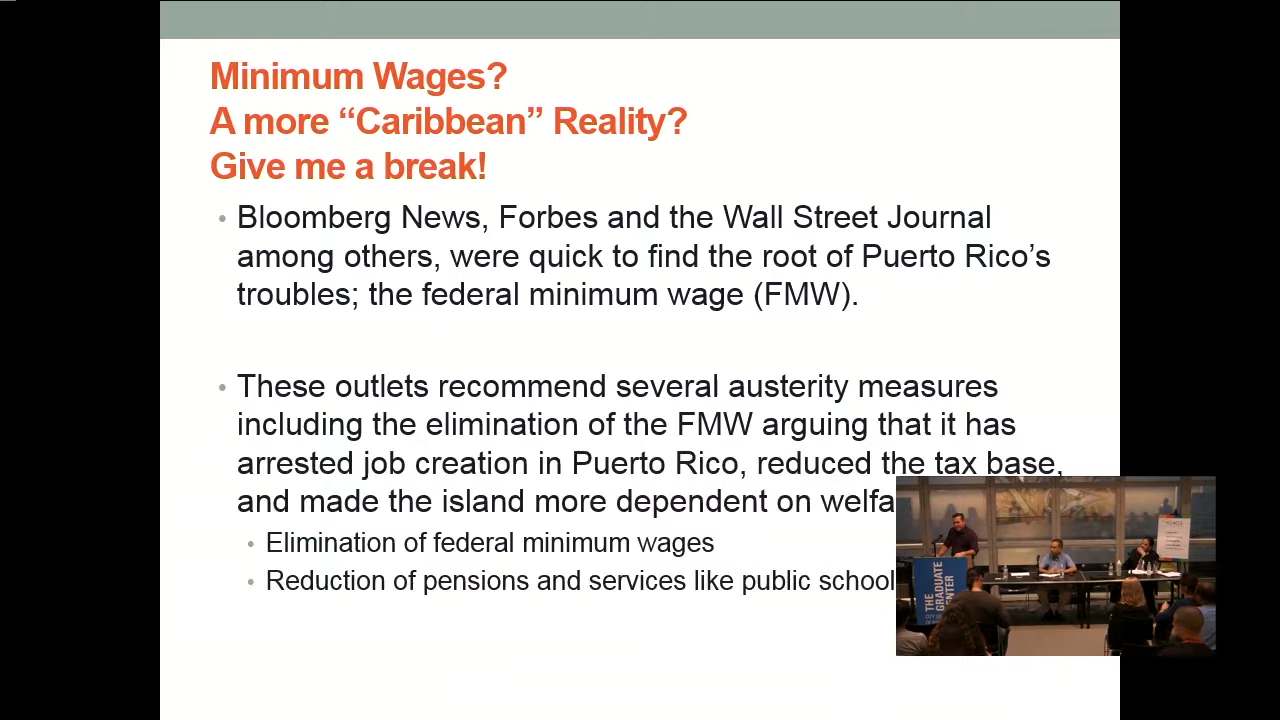 Minimum Wages?
A more “Caribbean” Reality?
Give me a break!
• Bloomberg News, Forbes and the Wall Street Journal
among others, were quick to find the root of Puerto Rico’s
troubles; the federal minimum wage (FMW).
• These outlets recommend several austerity measures
including the elimination of the FMW arguing that it has
arrested job creation in Puerto Rico, reduced the tax base,
and made the island more dependent on welfa
• Elimination of federal minimum wages
• Reduction of pensions and services like public school
THE
GRADUATE
CENTER